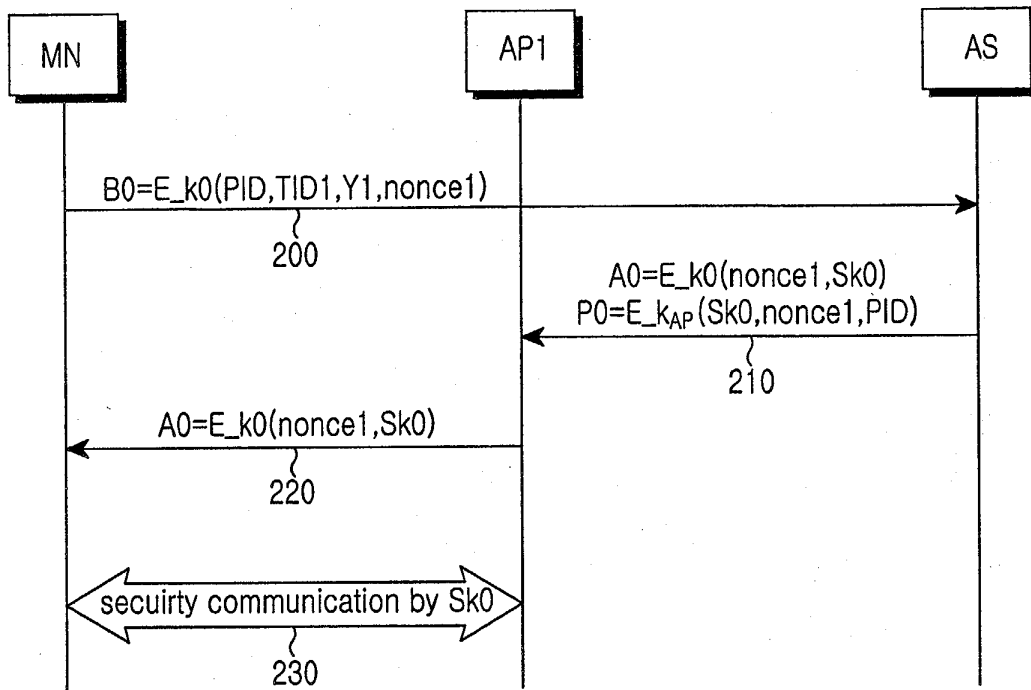 MN
AP1
AS
B0=E_k0(PID,TID1,Y1,nonce1)
200
A0=E_k0(nonce1,Sk0)
P0=E_kAP(Sk0,nonce1,PID)
210
A0=E_k0(nonce1,Sk0)
220
secuirty communication by Sk0
230